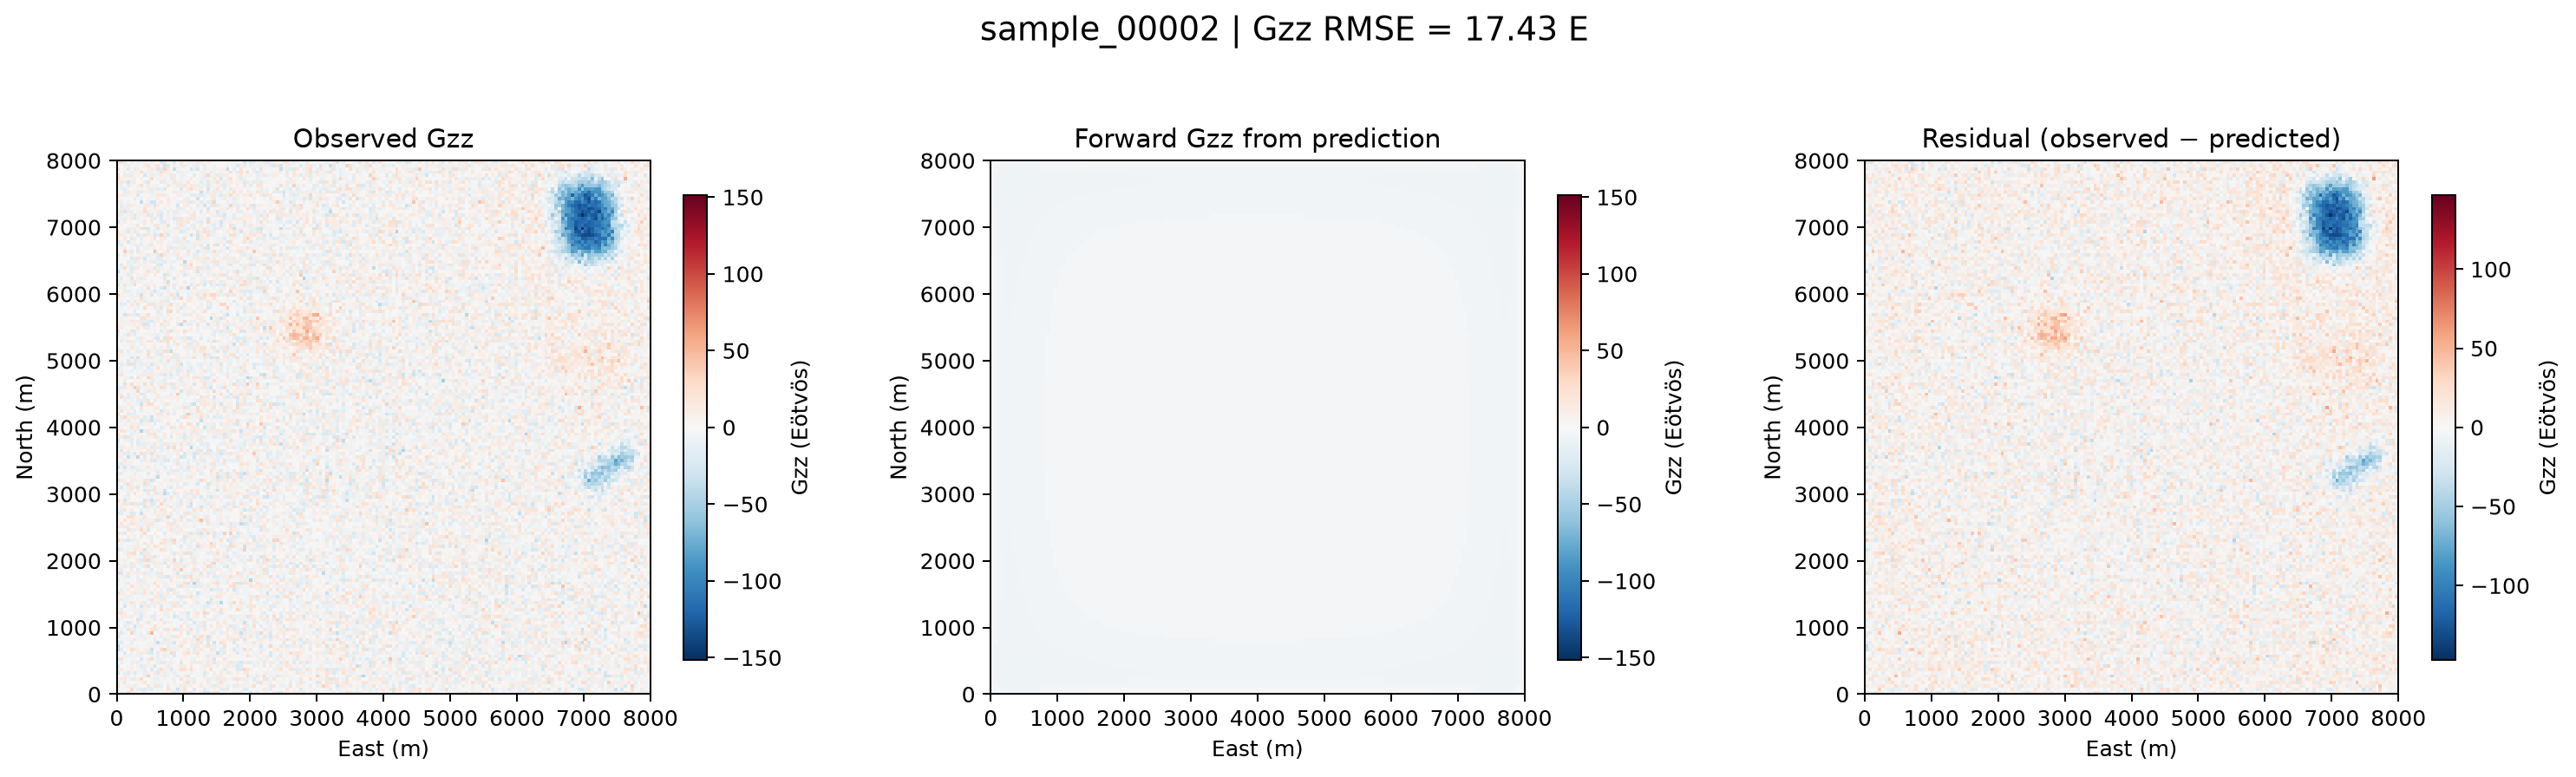 sample_00002 | Gzz RMSE = 17.43 E
Observed Gzz
8000
7000
6000
5000
4000
3000
2000
1000
0
North (m)
0 1000 2000 3000 4000 5000 6000 7000 8000
East (m)
150
100
50
0
−50
−100
−150
Gzz (Eötvös)
Forward Gzz from prediction
8000
7000
6000
5000
4000
3000
2000
1000
0
North (m)
0 1000 2000 3000 4000 5000 6000 7000 8000
East (m)
150
100
50
0
−50
−100
−150
Gzz (Eötvös)
Residual (observed − predicted)
8000
7000
6000
5000
4000
3000
2000
1000
0
North (m)
0 1000 2000 3000 4000 5000 6000 7000 8000
East (m)
100
50
0
−50
−100
Gzz (Eötvös)